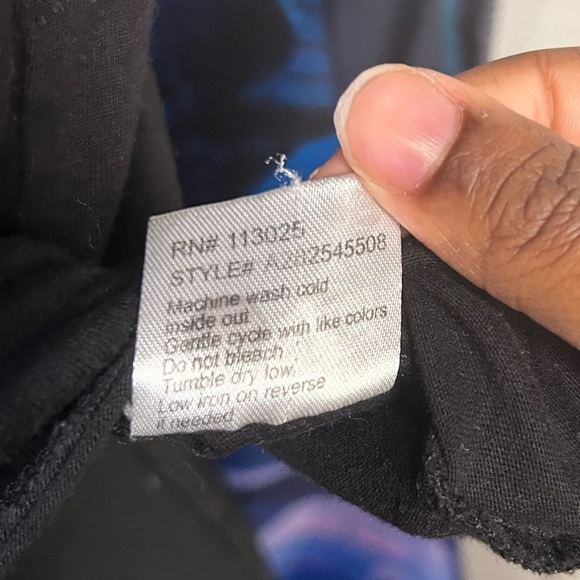 RN# 113025
STYLE# A282545508
Machine wash cold
inside out
Gentle cycle with like colors
Do not bleach
Tumble dry low,
Low iron on reverse
if needed